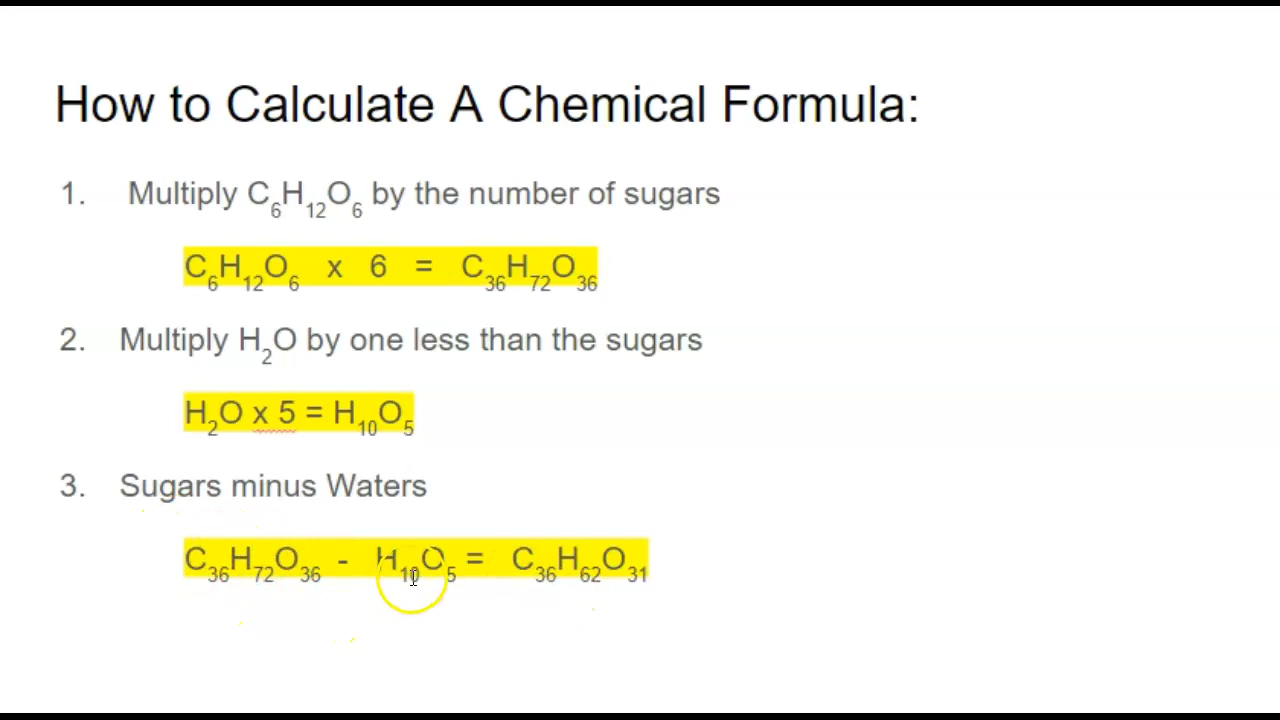 How to Calculate A Chemical Formula:
1. Multiply C₆H₁₂O₆ by the number of sugars
C₆H₁₂O₆ x 6 = C₃₆H₇₂O₃₆
2. Multiply H₂O by one less than the sugars
H₂O x 5 = H₁₀O₅
3. Sugars minus Waters
C₃₆H₇₂O₃₆ - H₁₀O₅ = C₃₆H₆₂O₃₁